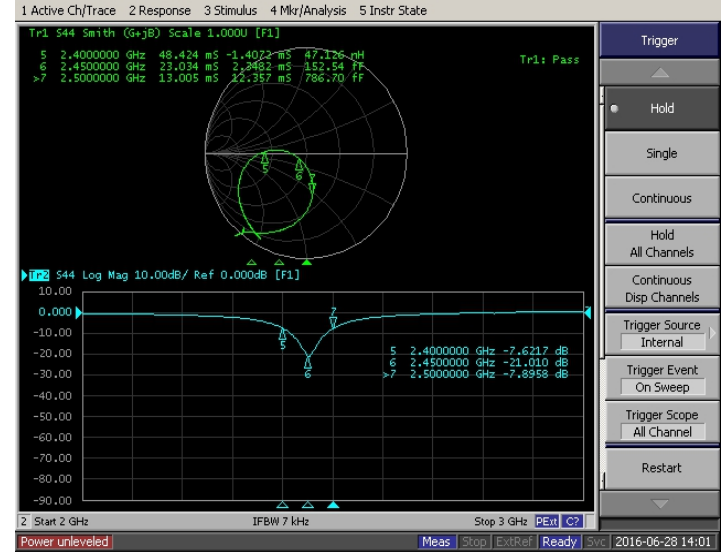 1 Active Ch/Trace 2 Response 3 Stimulus 4 Mkr/Analysis 5 Instr State
Tr1 S44 Smith (G+jB) Scale 1.000U [F1]
5 2.4000000 GHz 48.424 mS -1.4072 mS 47.126 nH
6 2.4500000 GHz 23.034 mS 2.3482 mS 152.54 fF
>7 2.5000000 GHz 13.005 mS 12.357 mS 786.70 fF
Tr1: Pass
5
6
7
Tr2 S44 Log Mag 10.00dB/ Ref 0.000dB [F1]
10.00
0.000
-10.00
-20.00
-30.00
-40.00
-50.00
-60.00
-70.00
-80.00
-90.00
5
6
7
5 2.4000000 GHz -7.6217 dB
6 2.4500000 GHz -21.010 dB
>7 2.5000000 GHz -7.8958 dB
2 Start 2 GHz IFBW 7 kHz Stop 3 GHz PExt C?
Power unleveled Meas Stop ExtRef Ready Svc 2016-06-28 14:01
Trigger
Hold
Single
Continuous
Hold
All Channels
Continuous
Disp Channels
Trigger Source
Internal
Trigger Event
On Sweep
Trigger Scope
All Channel
Restart